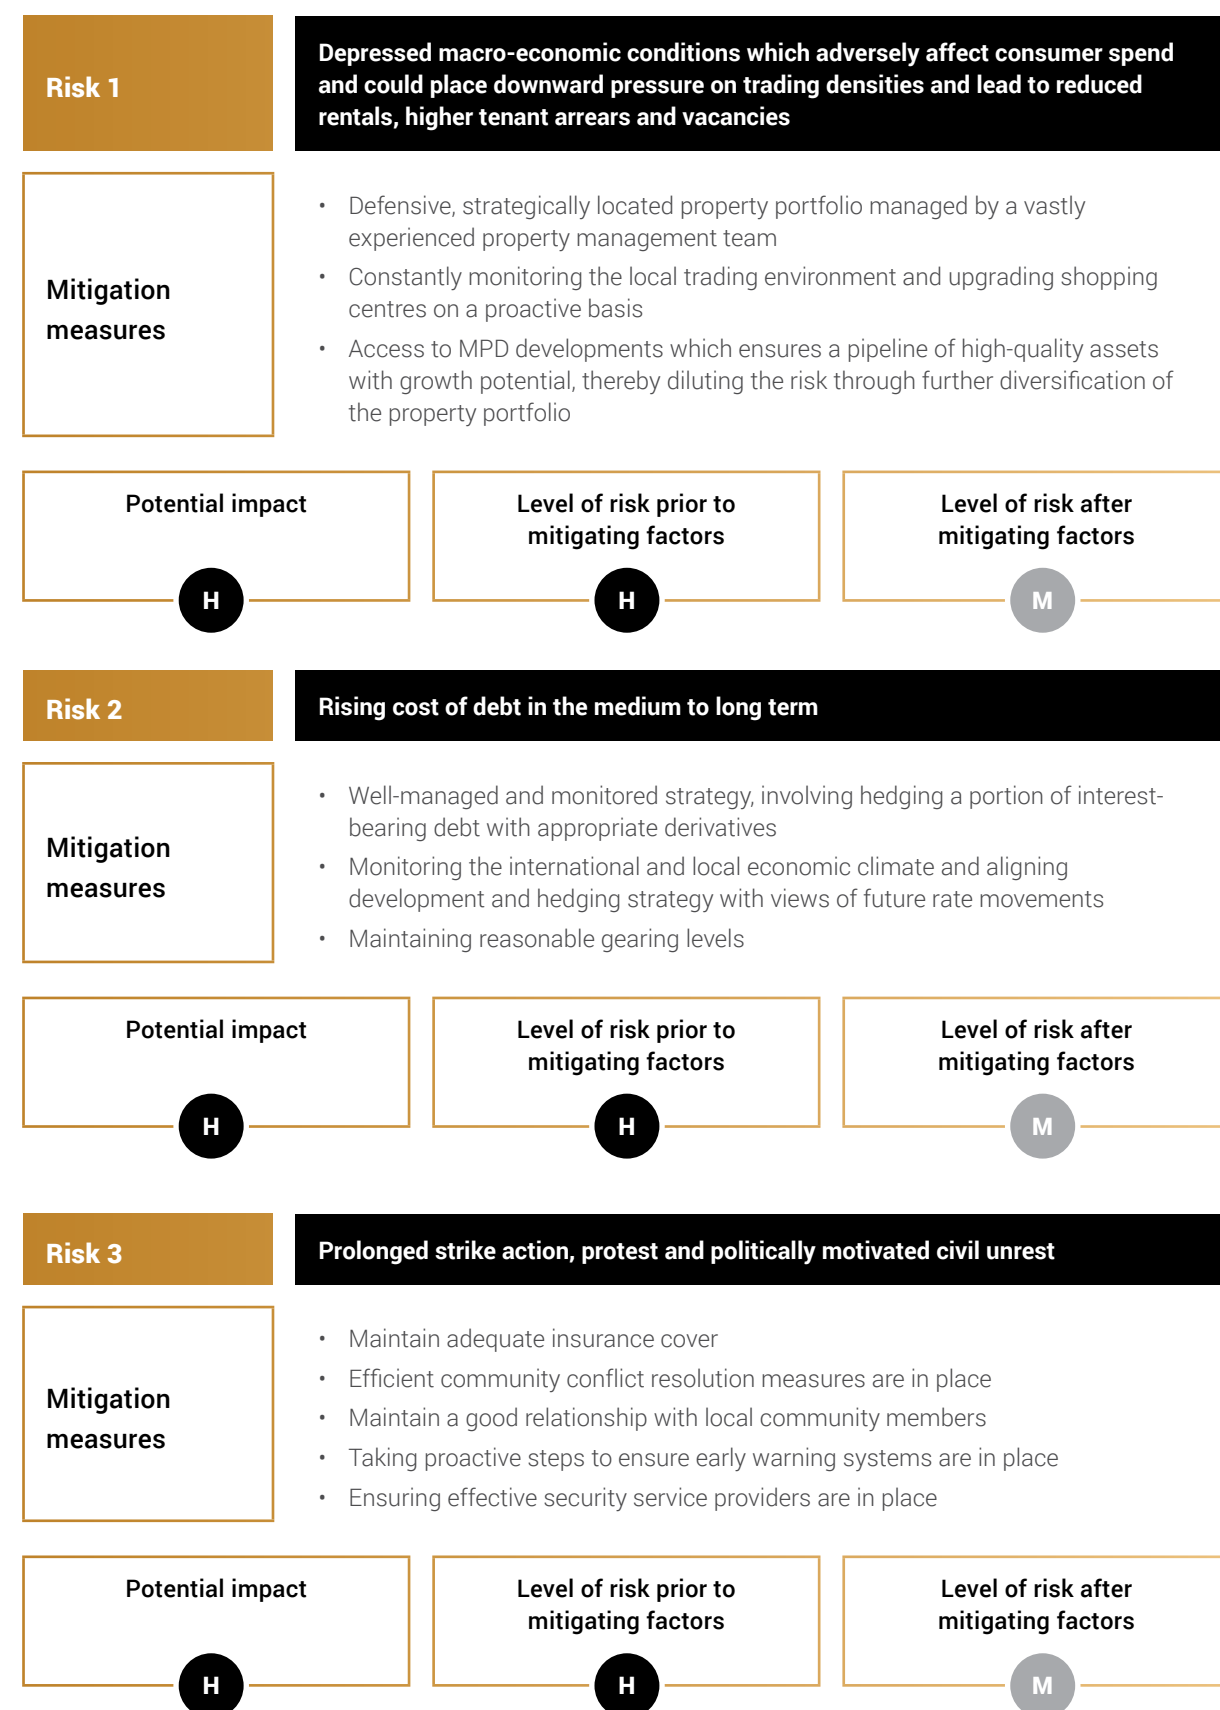 Risk 1
Depressed macro-economic conditions which adversely affect consumer spend
and could place downward pressure on trading densities and lead to reduced
rentals, higher tenant arrears and vacancies
Mitigation
measures
• Defensive, strategically located property portfolio managed by a vastly
experienced property management team
• Constantly monitoring the local trading environment and upgrading shopping
centres on a proactive basis
• Access to MPD developments which ensures a pipeline of high-quality assets
with growth potential, thereby diluting the risk through further diversification of
the property portfolio
Potential impact
H
Level of risk prior to
mitigating factors
H
Level of risk after
mitigating factors
M
Risk 2
Rising cost of debt in the medium to long term
Mitigation
measures
• Well-managed and monitored strategy, involving hedging a portion of interest-
bearing debt with appropriate derivatives
• Monitoring the international and local economic climate and aligning
development and hedging strategy with views of future rate movements
• Maintaining reasonable gearing levels
Potential impact
H
Level of risk prior to
mitigating factors
H
Level of risk after
mitigating factors
M
Risk 3
Prolonged strike action, protest and politically motivated civil unrest
Mitigation
measures
• Maintain adequate insurance cover
• Efficient community conflict resolution measures are in place
• Maintain a good relationship with local community members
• Taking proactive steps to ensure early warning systems are in place
• Ensuring effective security service providers are in place
Potential impact
H
Level of risk prior to
mitigating factors
H
Level of risk after
mitigating factors
M